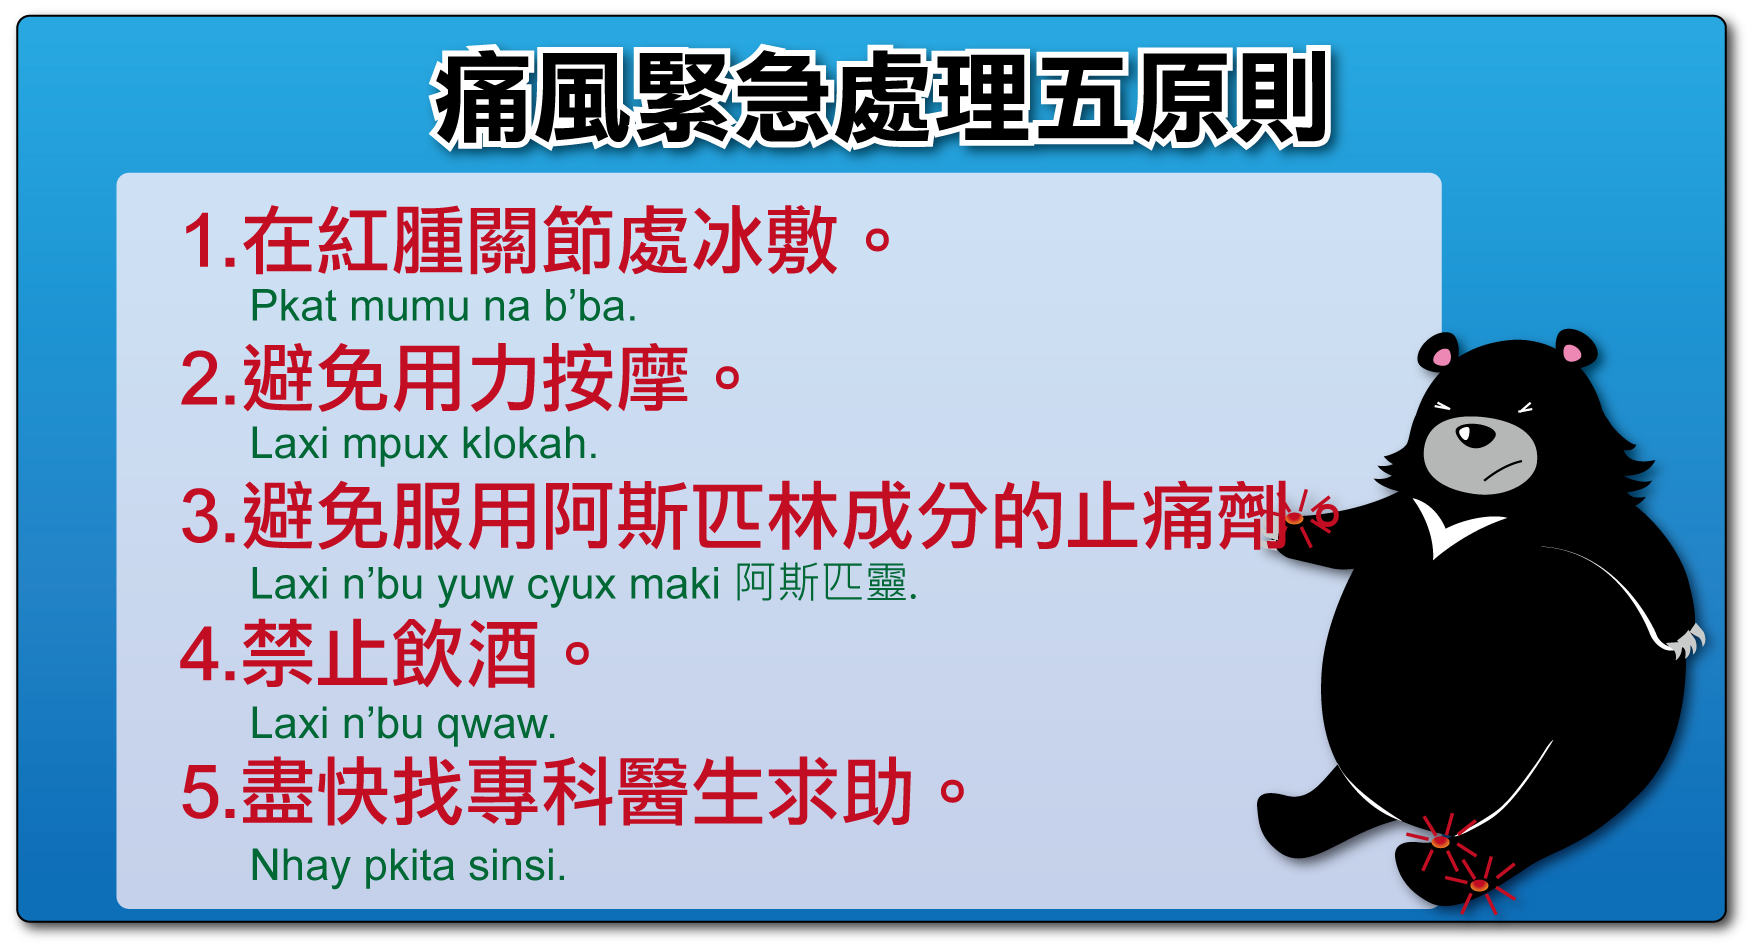 痛風緊急處理五原則
1.在紅腫關節處冰敷。
Pkat mumu na b’ba.
2.避免用力按摩。
Laxi mpux klokah.
3.避免服用阿斯匹林成分的止痛劑。
Laxi n’bu yuw cyux maki 阿斯匹靈.
4.禁止飲酒。
Laxi n’bu qwaw.
5.盡快找專科醫生求助。
Nhay pkita sinsi.